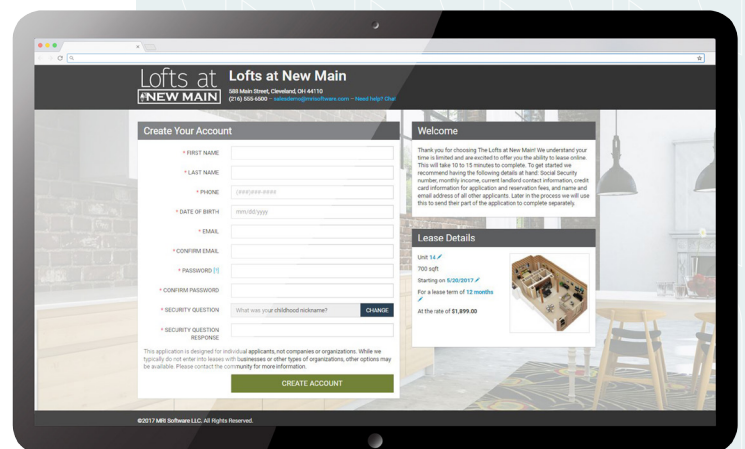 Lofts at
NEW MAIN
Lofts at New Main
588 Main Street, Cleveland, OH 44110
(216) 555-6600 – salesdemo@mrisoftware.com – Need help? Chat
Create Your Account
* FIRST NAME
* LAST NAME
* PHONE
(###)###-####
* DATE OF BIRTH
mm/dd/yyyy
* EMAIL
* CONFIRM EMAIL
* PASSWORD [?]
* CONFIRM PASSWORD
* SECURITY QUESTION
What was your childhood nickname?
CHANGE
* SECURITY QUESTION
RESPONSE
This application is designed for individual applicants, not companies or organizations. While we
typically do not enter into leases with businesses or other types of organizations, other options may
be available. Please contact the community for more information.
CREATE ACCOUNT
Welcome
Thank you for choosing The Lofts at New Main! We understand your
time is limited and are excited to offer you the ability to lease online.
This will take 10 to 15 minutes to complete. To get started we
recommend having the following details at hand: Social Security
number, monthly income, current landlord contact information, credit
card information for application and reservation fees, and name and
email address of all other applicants. Later in the process we will use
this to send their part of the application to complete separately.
Lease Details
Unit 14
700 sqft
Starting on 5/20/2017
For a lease term of 12 months
At the rate of $1,899.00
©2017 MRI Software LLC. All Rights Reserved.